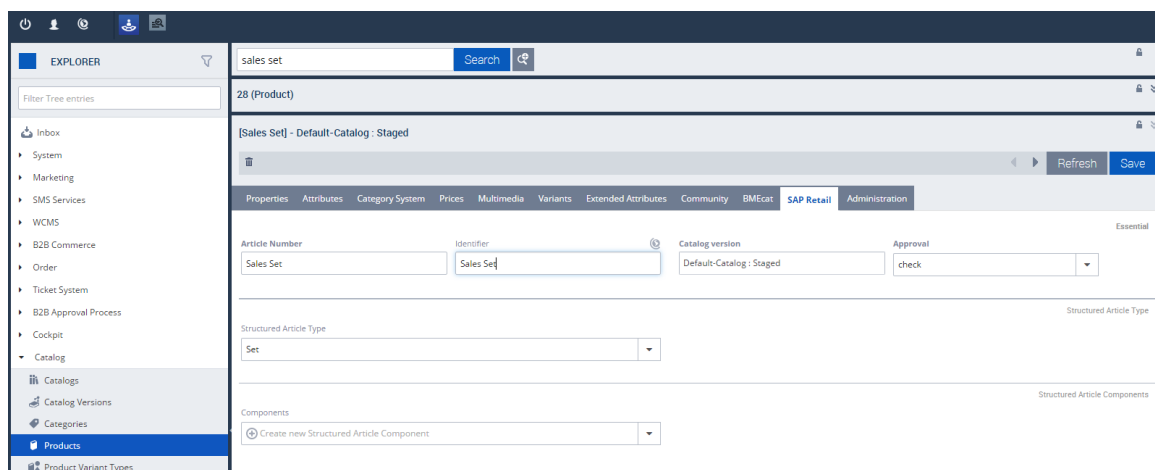 EXPLORER
Filter Tree entries
Inbox
System
Marketing
SMS Services
WCMS
B2B Commerce
Order
Ticket System
B2B Approval Process
Cockpit
Catalog
Catalogs
Catalog Versions
Categories
Products
Product Variant Types
sales set Search
28 (Product)
[Sales Set] - Default-Catalog : Staged
Refresh Save
Properties Attributes Category System Prices Multimedia Variants Extended Attributes Community BMEcat SAP Retail Administration
Essential
Article Number Identifier Catalog version Approval
Sales Set Sales Set Default-Catalog : Staged check
Structured Article Type
Structured Article Type
Set
Structured Article Components
Components
Create new Structured Article Component